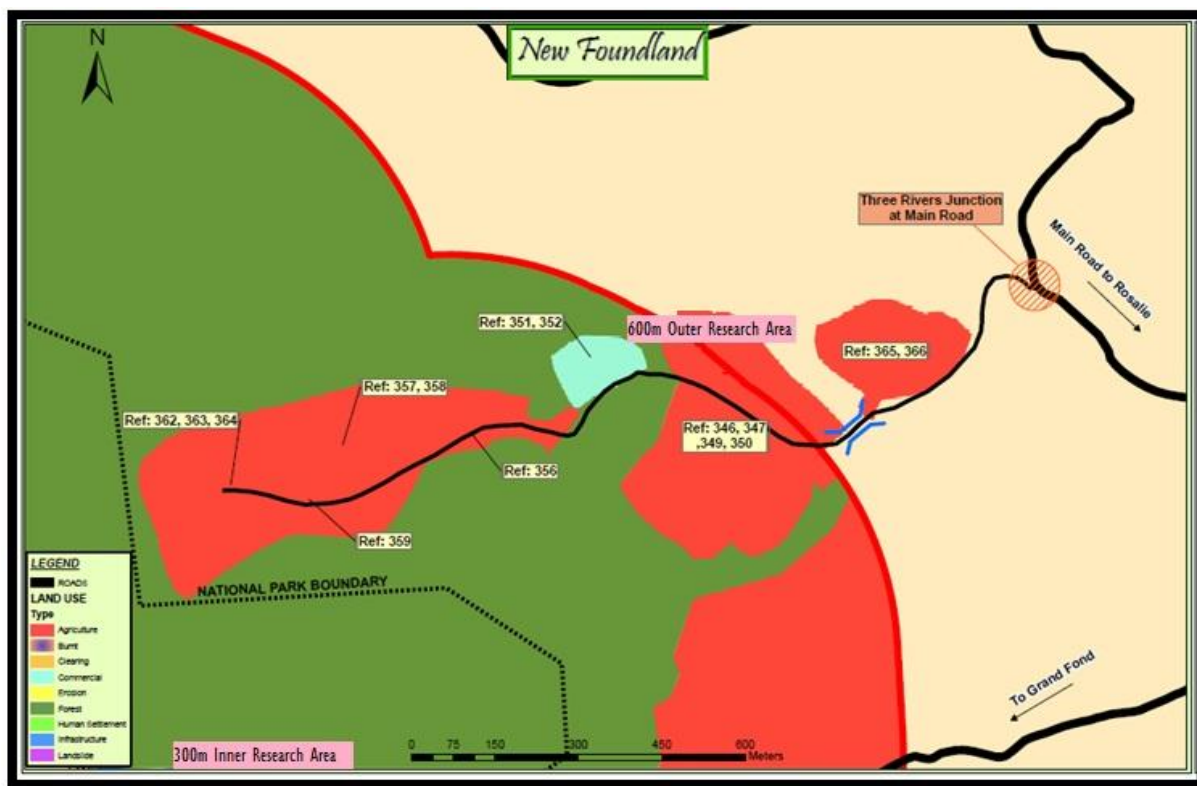 New Foundland
N
Three Rivers Junction
at Main Road
Main Road to Rosalie
Ref: 351, 352
600m Outer Research Area
Ref: 365, 366
Ref: 357, 358
Ref: 362, 363, 364
Ref: 346, 347
,349, 350
Ref: 356
Ref: 359
NATIONAL PARK BOUNDARY
To Grand Fond
LEGEND
ROADS
LAND USE
Type
Agriculture
Burnt
Clearing
Commercial
Erosion
Forest
Human Settlement
Infrastructure
Landslide
300m Inner Research Area
0 75 150 300 450 600
Meters